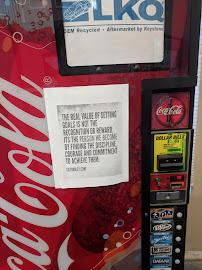 LKQ
OEM Recycled · Aftermarket by Keystone
Coca-Cola
THE REAL VALUE OF SETTING
GOALS IS NOT THE
RECOGNITION OR REWARD,
IT'S THE PERSON WE BECOME
BY FINDING THE DISCIPLINE,
COURAGE AND COMMITMENT
TO ACHIEVE THEM.
Coca-Cola
DOLLAR BILLS
DASANI